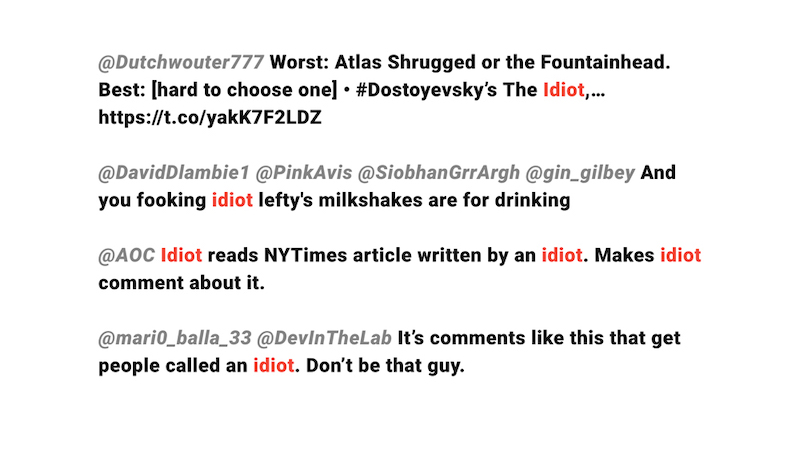 @Dutchwouter777 Worst: Atlas Shrugged or the Fountainhead.
Best: [hard to choose one] • #Dostoyevsky’s The Idiot,…
https://t.co/yakK7F2LDZ
@DavidDlambie1 @PinkAvis @SiobhanGrrArgh @gin_gilbey And
you fooking idiot lefty's milkshakes are for drinking
@AOC Idiot reads NYTimes article written by an idiot. Makes idiot
comment about it.
@mari0_balla_33 @DevInTheLab It’s comments like this that get
people called an idiot. Don’t be that guy.